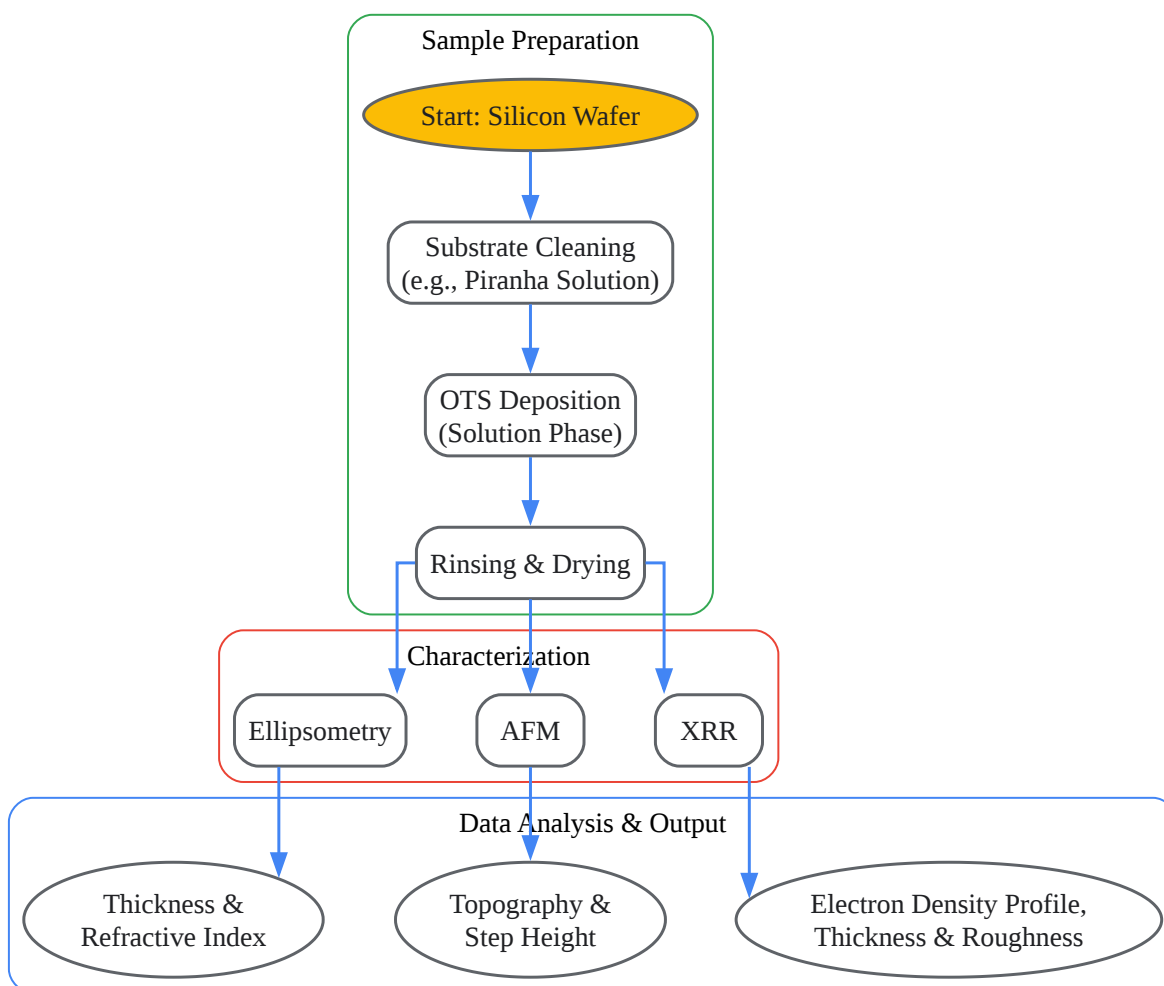 Sample Preparation
Start: Silicon Wafer
Substrate Cleaning
(e.g., Piranha Solution)
OTS Deposition
(Solution Phase)
Rinsing & Drying
Characterization
Ellipsometry
AFM
XRR
Data Analysis & Output
Thickness &
Refractive Index
Topography &
Step Height
Electron Density Profile,
Thickness & Roughness